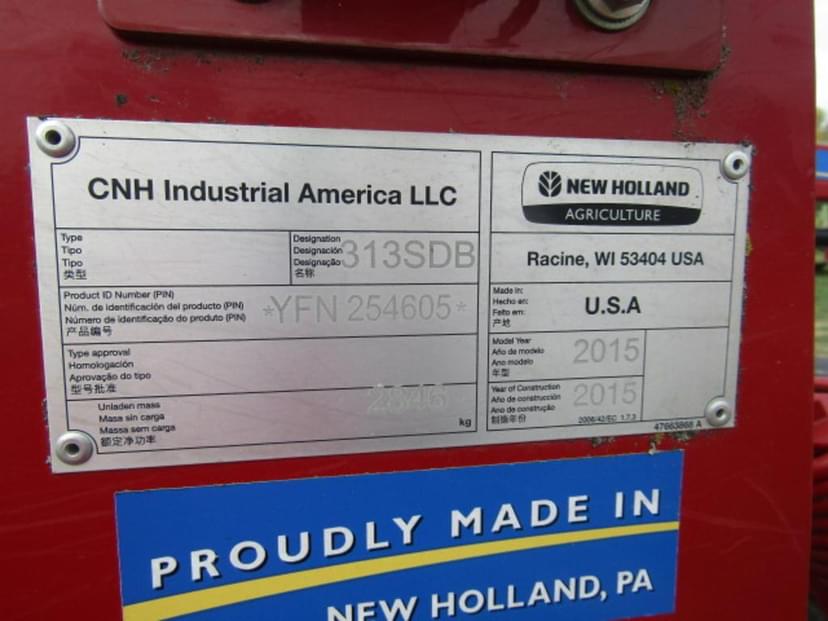 CNH Industrial America LLC
Type
Tipo
Tipo
类型
Designation
Designación
Designação
名称
313SDB
Product ID Number (PIN)
Núm. de identificación del producto (PIN)
Número de identificação do produto (PIN)
产品编号
*YFN 254605*
Type approval
Homologación
Aprovação do tipo
型号批准
Unladen mass
Masa sin carga
Massa sem carga
额定净功率
2846
kg
NEW HOLLAND
AGRICULTURE
Racine, WI 53404 USA
Made in:
Hecho en:
Feito em:
产地
U.S.A
Model Year
Año de modelo
Ano modelo
年型
2015
Year of Construction
Año de construcción
Ano de construção
制造年份
2015
2006/42/EC 1.7.3
47663868 A
PROUDLY MADE IN
NEW HOLLAND, PA